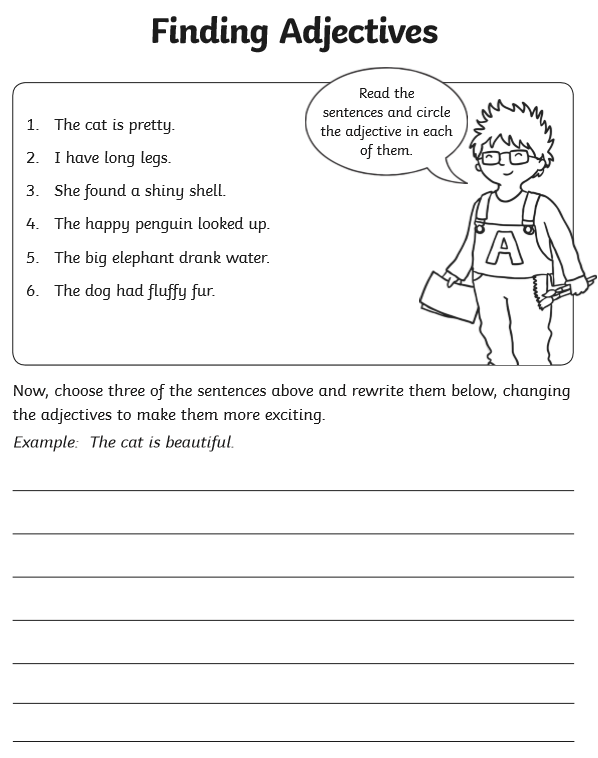 Finding Adjectives
Read the
sentences and circle
the adjective in each
of them.
1. The cat is pretty.
2. I have long legs.
3. She found a shiny shell.
4. The happy penguin looked up.
5. The big elephant drank water.
6. The dog had fluffy fur.
A
Now, choose three of the sentences above and rewrite them below, changing
the adjectives to make them more exciting.
Example: The cat is beautiful.